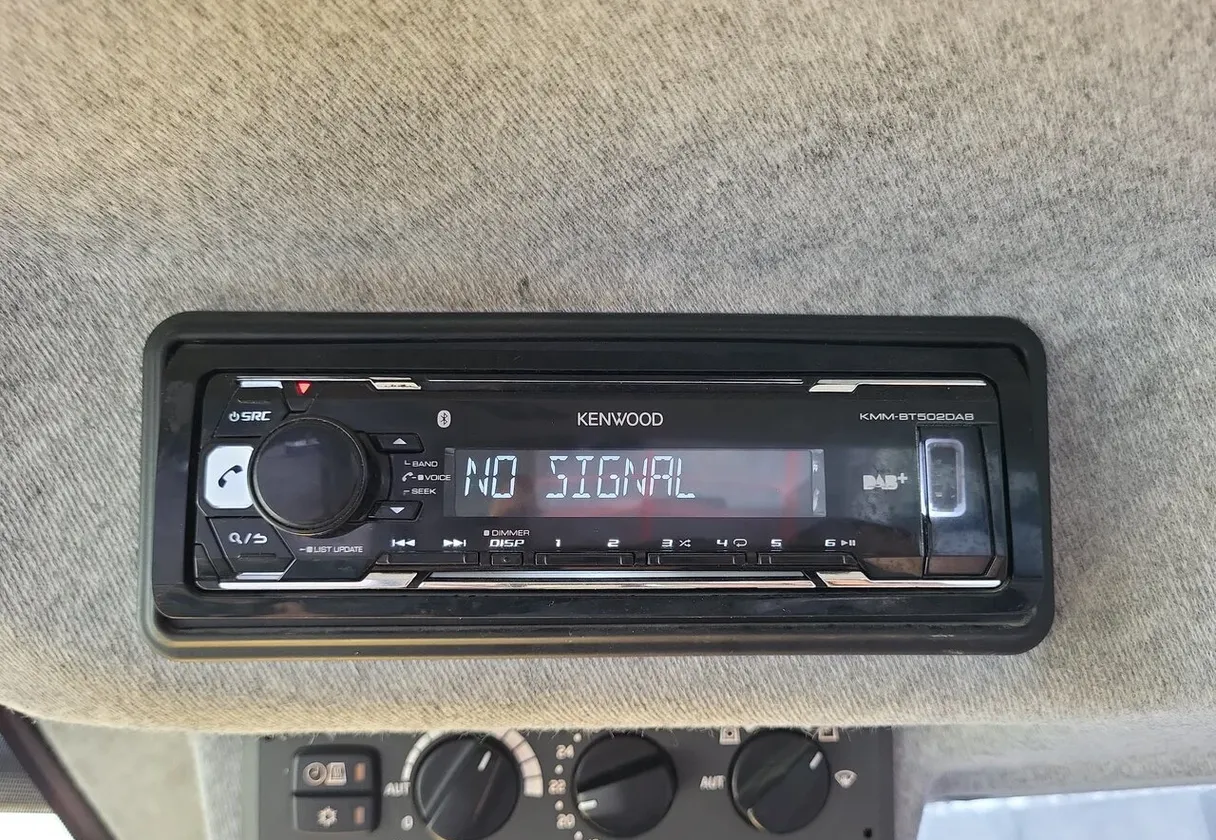 KENWOOD
KMM-BT502DAB
SRC
BAND
VOICE
SEEK
NO SIGNAL
DAB+
DIMMER
LIST UPDATE
DISP
1
2
3
4
5
6
24
AUT
22
AUT
20